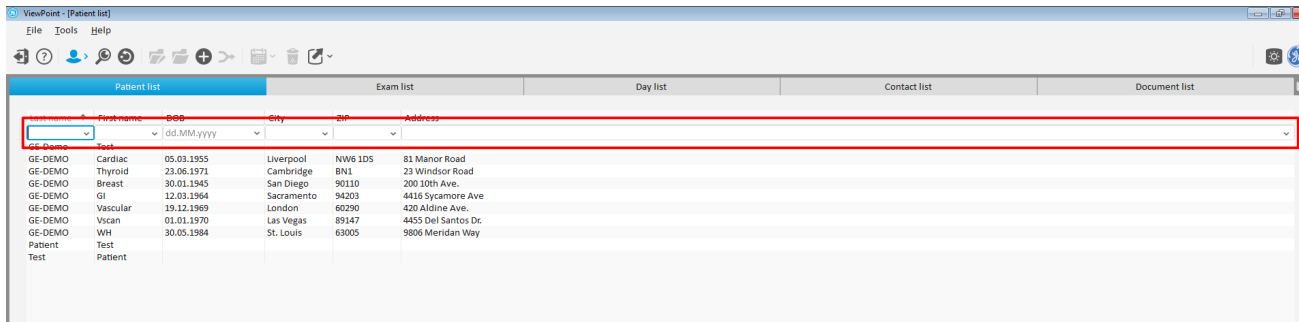 ViewPoint - [Patient list]
File Tools Help
Patient list Exam list Day list Contact list Document list
Last name First name DOB City ZIP Address
dd.MM.yyyy
GE-Demo Test
GE-DEMO Cardiac 05.03.1955 Liverpool NW6 1DS 81 Manor Road
GE-DEMO Thyroid 23.06.1971 Cambridge BN1 23 Windsor Road
GE-DEMO Breast 30.01.1945 San Diego 90110 200 10th Ave.
GE-DEMO GI 12.03.1964 Sacramento 94203 4416 Sycamore Ave
GE-DEMO Vascular 19.12.1969 London 60290 420 Aldine Ave.
GE-DEMO Vscan 01.01.1970 Las Vegas 89147 4455 Del Santos Dr.
GE-DEMO WH 30.05.1984 St. Louis 63005 9806 Meridan Way
Patient Test
Test Patient